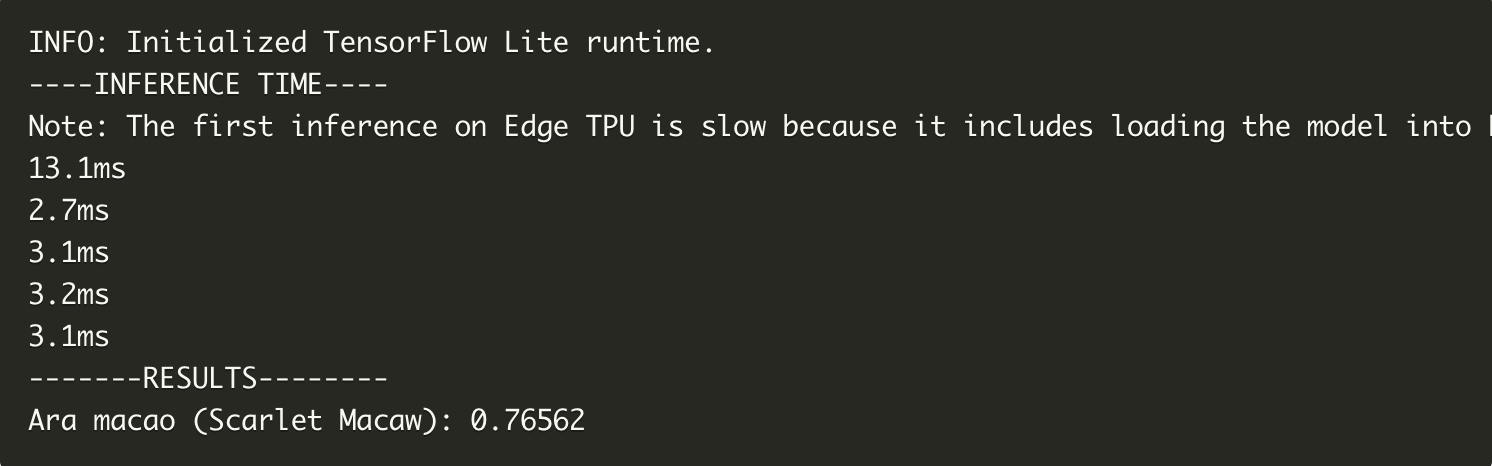 INFO: Initialized TensorFlow Lite runtime.
----INFERENCE TIME----
Note: The first inference on Edge TPU is slow because it includes loading the model into
13.1ms
2.7ms
3.1ms
3.2ms
3.1ms
-------RESULTS--------
Ara macao (Scarlet Macaw): 0.76562